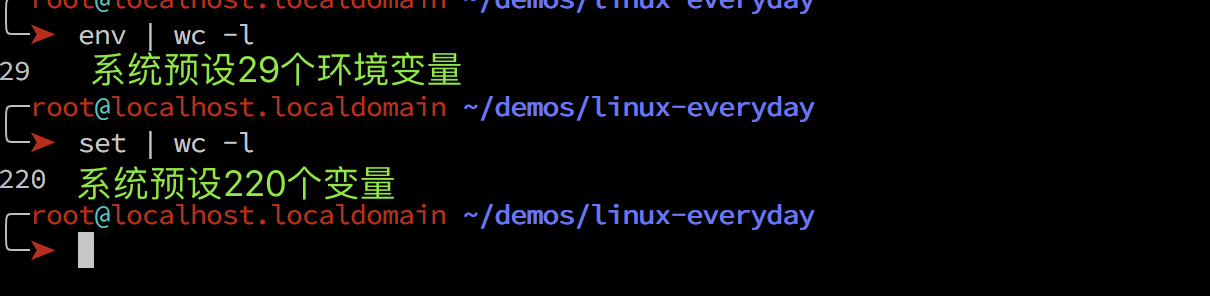 root@localhost.localdomain ~/demos/linux-everyday
➤ env | wc -l
29 系统预设29个环境变量
root@localhost.localdomain ~/demos/linux-everyday
➤ set | wc -l
220 系统预设220个变量
root@localhost.localdomain ~/demos/linux-everyday
➤